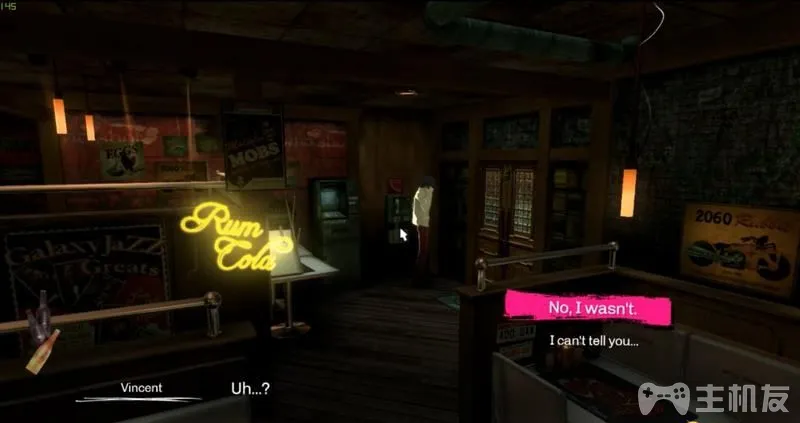 145
MOBS
Rum
Cola
Galaxy Jazz
Greats
2060
No, I wasn't.
I can't tell you...
Vincent
Uh...?
主机友